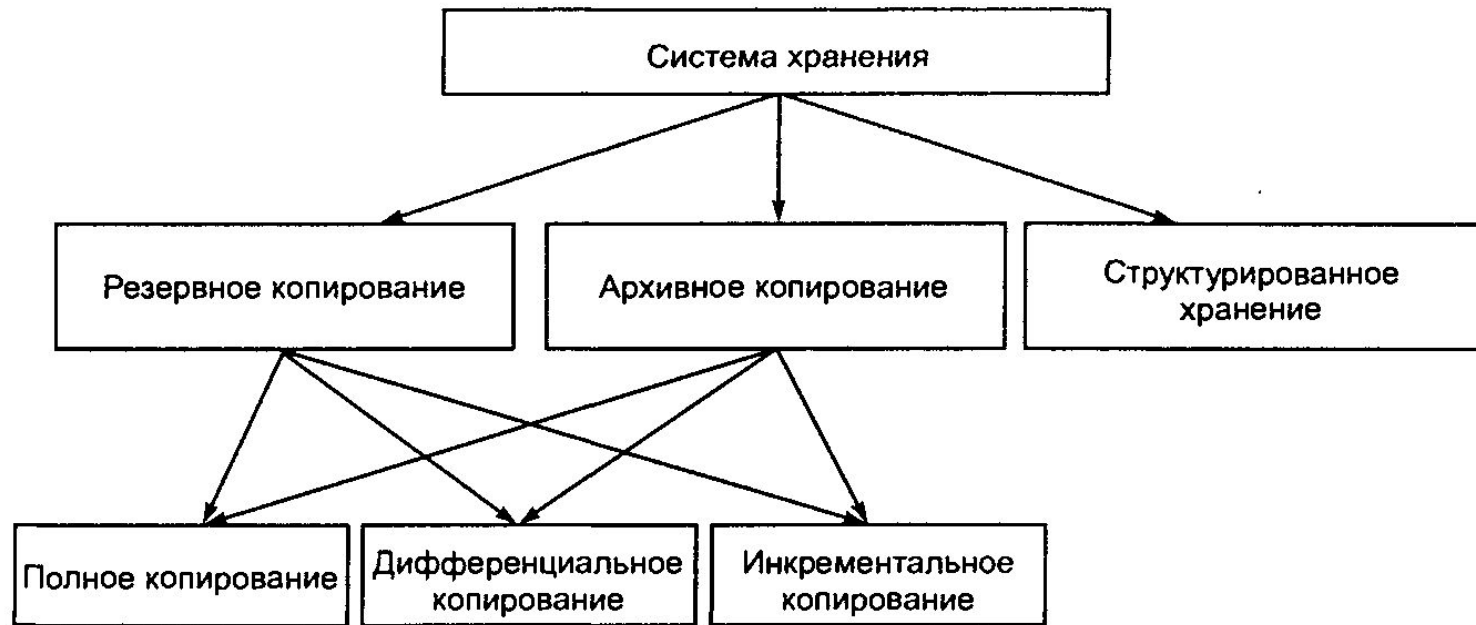 Система хранения
Резервное копирование
Архивное копирование
Структурированное
хранение
Полное копирование
Дифференциальное
копирование
Инкрементальное
копирование